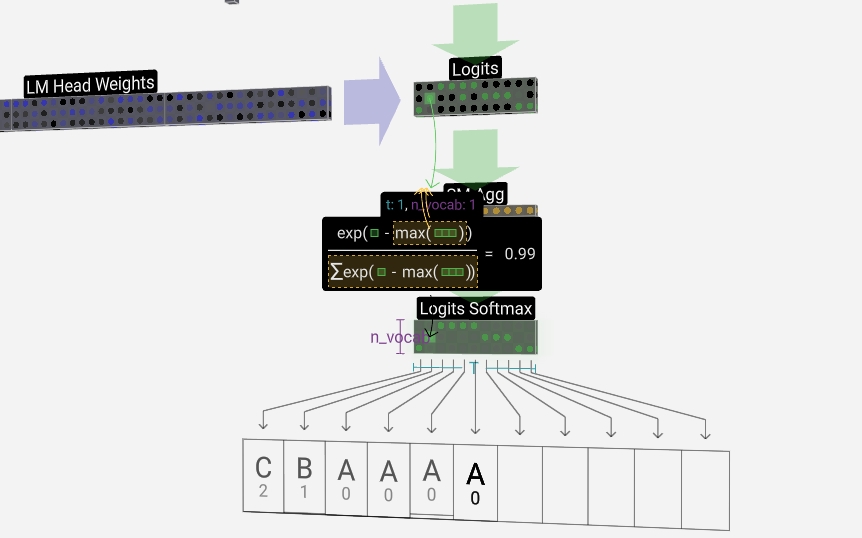 LM Head Weights
Logits
SM Agg
t: 1, n_vocab: 1
exp( - max( ))
∑exp( - max( ))
= 0.99
Logits Softmax
n_vocab
T
C B A A A A
2 1 0 0 0 0